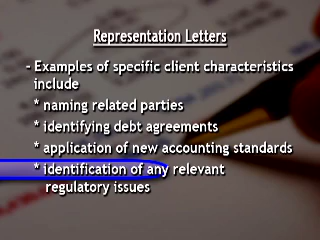 Representation Letters
- Examples of specific client characteristics
include
* naming related parties
* identifying debt agreements
* application of new accounting standards
* identification of any relevant
regulatory issues